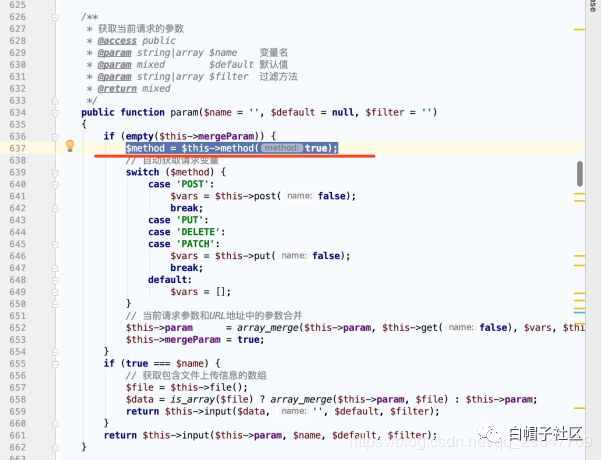 625
626 /**
627 * 获取当前请求的参数
628 * @access public
629 * @param string|array $name 变量名
630 * @param mixed $default 默认值
631 * @param string|array $filter 过滤方法
632 * @return mixed
633 */
634 public function param($name = '', $default = null, $filter = '')
635 {
636 if (empty($this->mergeParam)) {
637 $method = $this->method( method: true);
638 // 自动获取请求变量
639 switch ($method) {
640 case 'POST':
641 $vars = $this->post( name: false);
642 break;
643 case 'PUT':
644 case 'DELETE':
645 case 'PATCH':
646 $vars = $this->put( name: false);
647 break;
648 default:
649 $vars = [];
650 }
651 // 当前请求参数和URL地址中的参数合并
652 $this->param = array_merge($this->param, $this->get( name: false), $vars, $thi
653 $this->mergeParam = true;
654 }
655 if (true === $name) {
656 // 获取包含文件上传信息的数组
657 $file = $this->file();
658 $data = is_array($file) ? array_merge($this->param, $file) : $this->param;
659 return $this->input($data, name: '', $default, $filter);
660 }
661 return $this->input($this->param, $name, $default, $filter);
662 }
白帽子社区